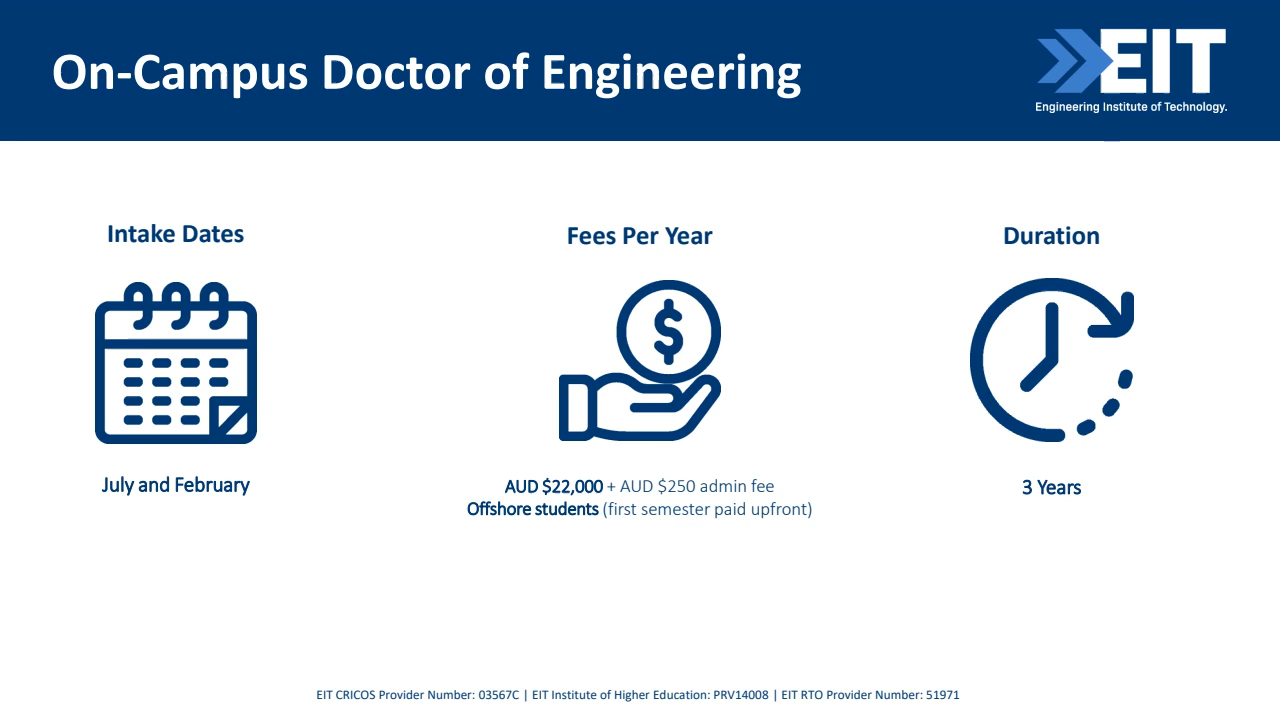 On-Campus Doctor of Engineering
EIT
Engineering Institute of Technology.
Intake Dates
July and February
Fees Per Year
$
AUD $22,000 + AUD $250 admin fee
Offshore students (first semester paid upfront)
Duration
3 Years
EIT CRICOS Provider Number: 03567C | EIT Institute of Higher Education: PRV14008 | EIT RTO Provider Number: 51971